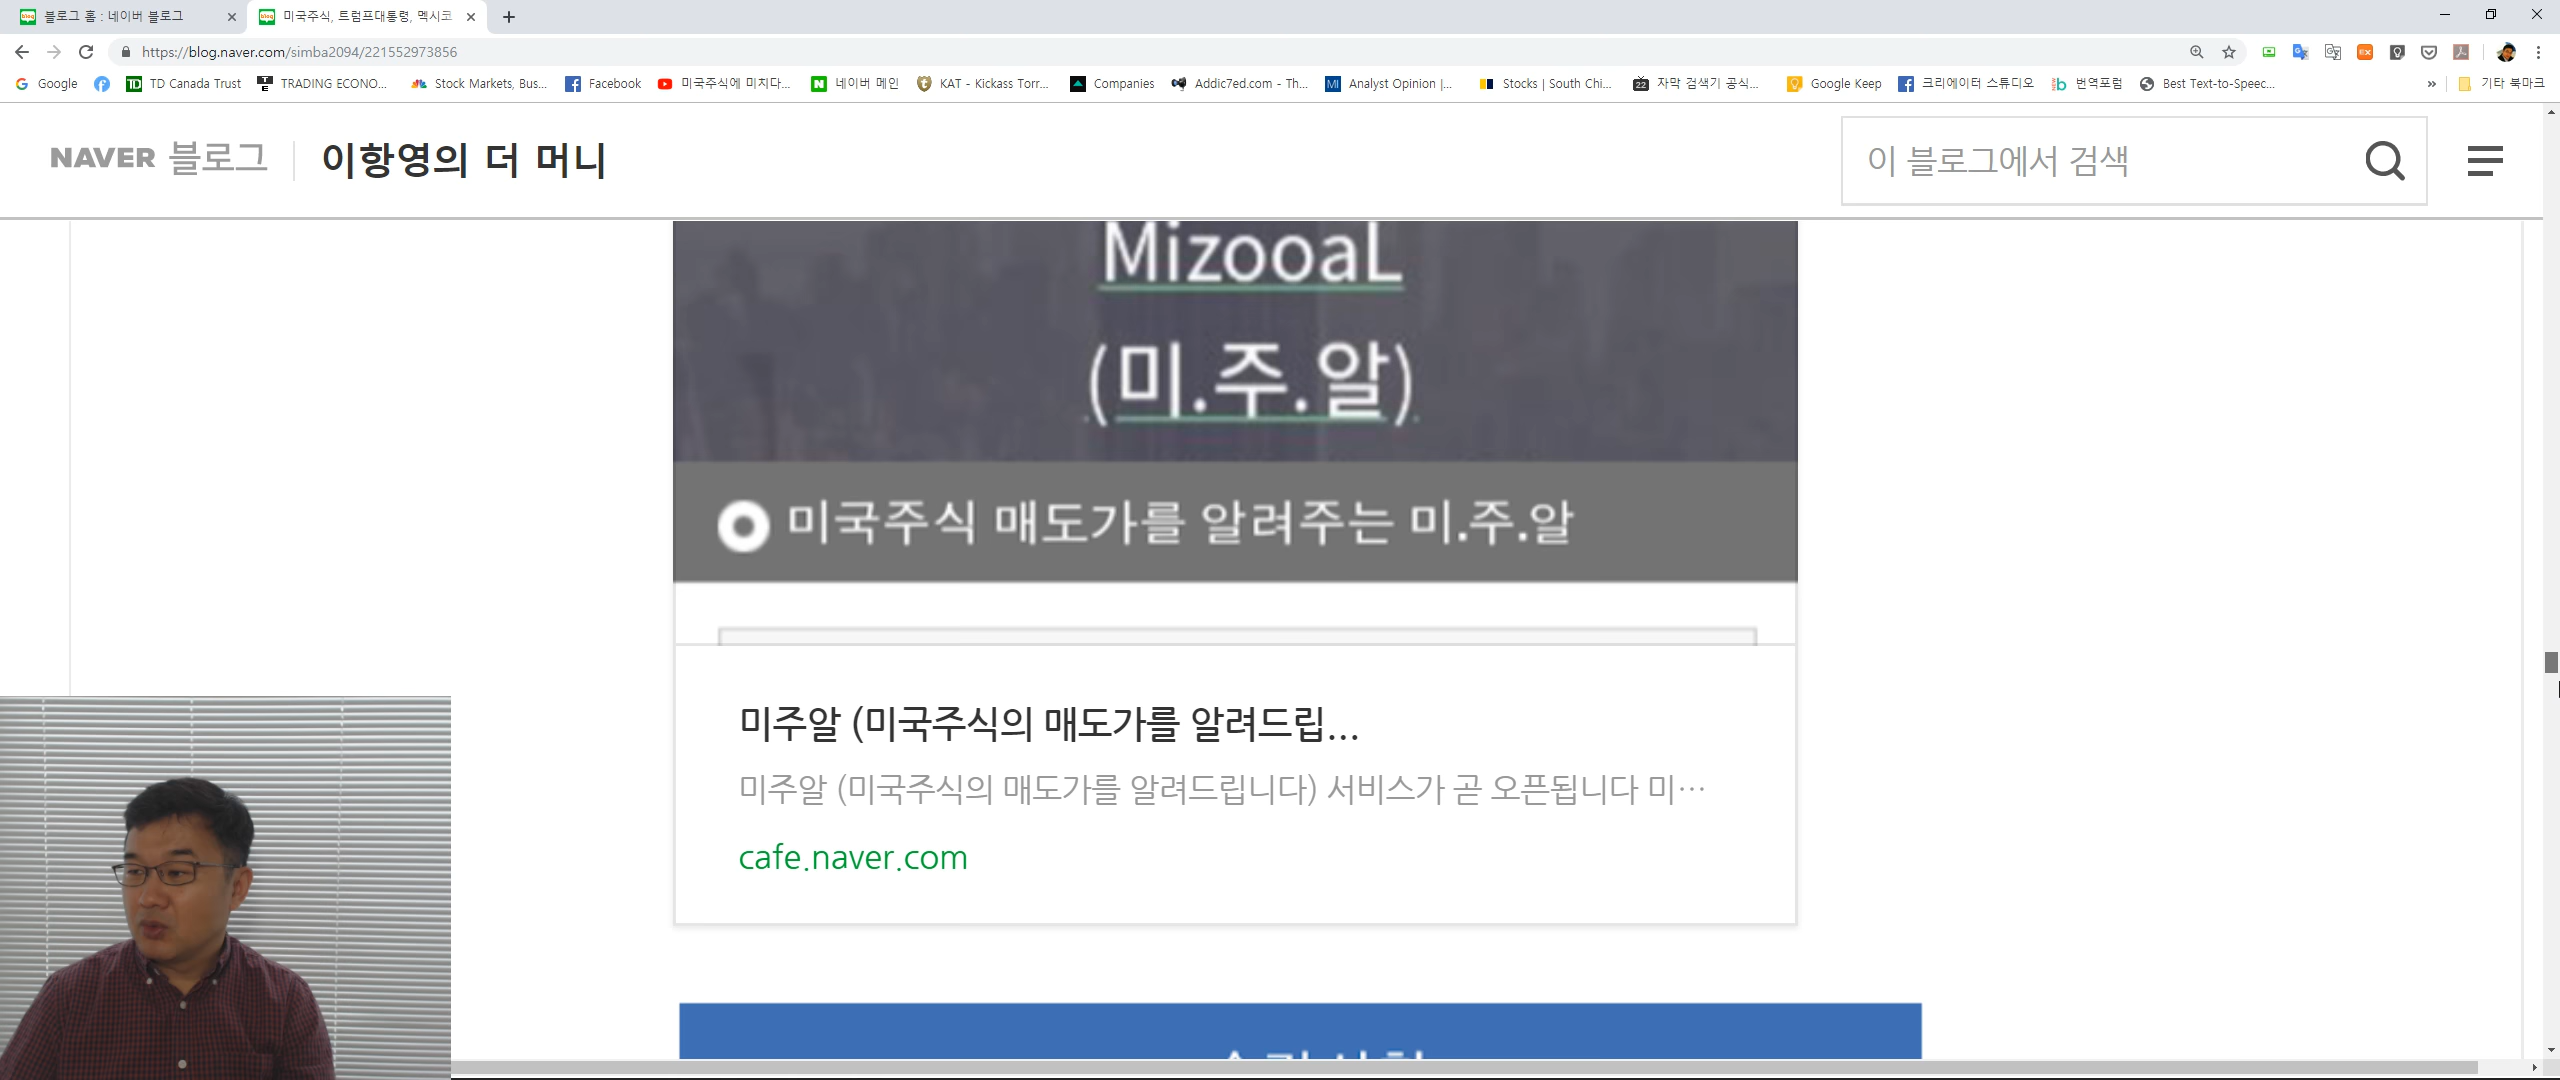 블로그 홈 : 네이버 블로그
미국주식, 트럼프대통령, 멕시코
https://blog.naver.com/simba2094/221552973856
Google
TD Canada Trust
TRADING ECONO...
Stock Markets, Bus...
Facebook
미국주식에 미치다...
네이버 메인
KAT - Kickass Torr...
Companies
Addic7ed.com - Th...
Analyst Opinion |...
Stocks | South Chi...
자막 검색기 공식...
Google Keep
크리에이터 스튜디오
번역포럼
Best Text-to-Speec...
»
기타 북마크
NAVER 블로그
이항영의 더 머니
이 블로그에서 검색
MizooaL
(미.주.알)
미국주식 매도가를 알려주는 미.주.알
미주알 (미국주식의 매도가를 알려드립...
미주알 (미국주식의 매도가를 알려드립니다) 서비스가 곧 오픈됩니다 미...
cafe.naver.com